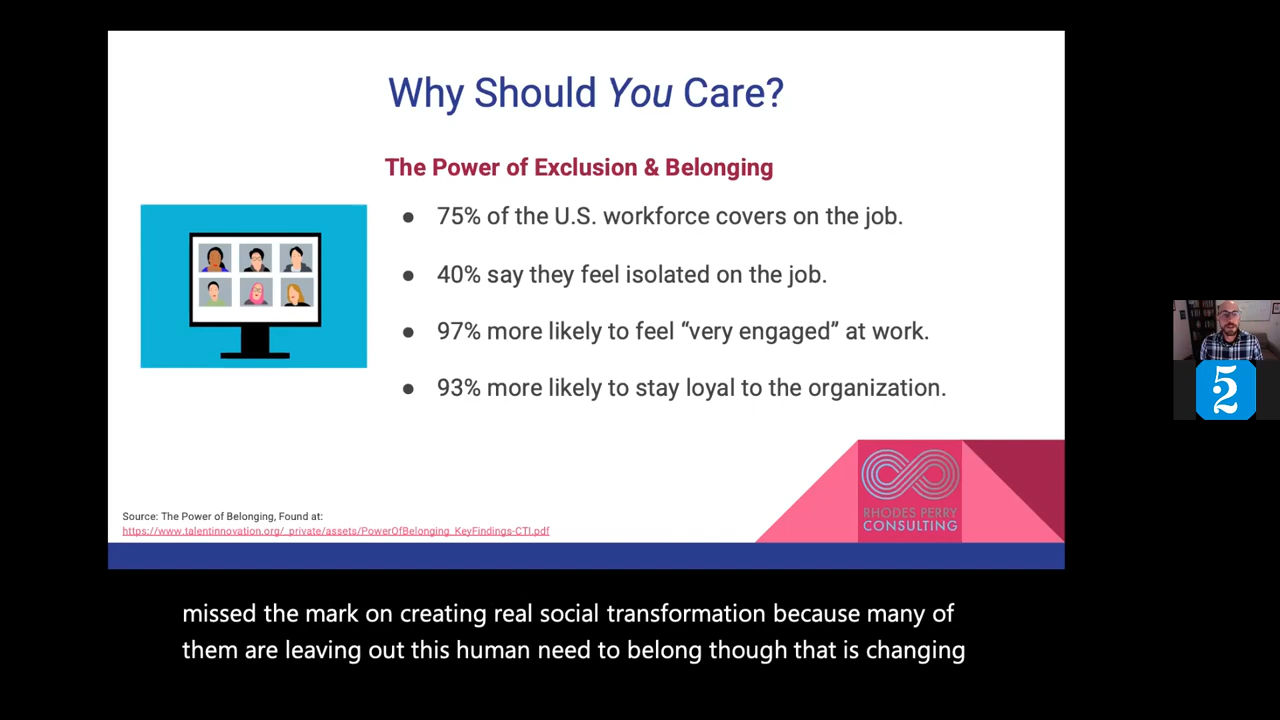 Why Should You Care?
The Power of Exclusion & Belonging
● 75% of the U.S. workforce covers on the job.
● 40% say they feel isolated on the job.
● 97% more likely to feel “very engaged” at work.
● 93% more likely to stay loyal to the organization.
52
RHODES PERRY
CONSULTING
Source: The Power of Belonging, Found at:
https://www.talentinnovation.org/_private/assets/PowerOfBelonging_KeyFindings-CTI.pdf
missed the mark on creating real social transformation because many of
them are leaving out this human need to belong though that is changing